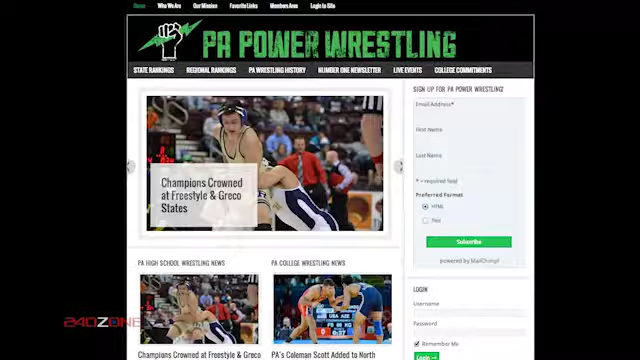 Home Who We Are Our Mission Favorite Links Members Area Login to Site
PA POWER WRESTLING
STATE RANKINGS REGIONAL RANKINGS PA WRESTLING HISTORY NUMBER ONE NEWSLETTER LIVE EVENTS COLLEGE COMMITMENTS
SIGN UP FOR PA POWER WRESTLING!
Email Address*
First Name
Last Name
* = required field
Preferred Format
HTML
Text
Subscribe
powered by MailChimp!
Champions Crowned
at Freestyle & Greco
States
PA HIGH SCHOOL WRESTLING NEWS
PA COLLEGE WRESTLING NEWS
USA AZE
0:37
240ZONE
Champions Crowned at Freestyle & Greco
PA's Coleman Scott Added to North
LOGIN
Username
Password
Remember Me
Login